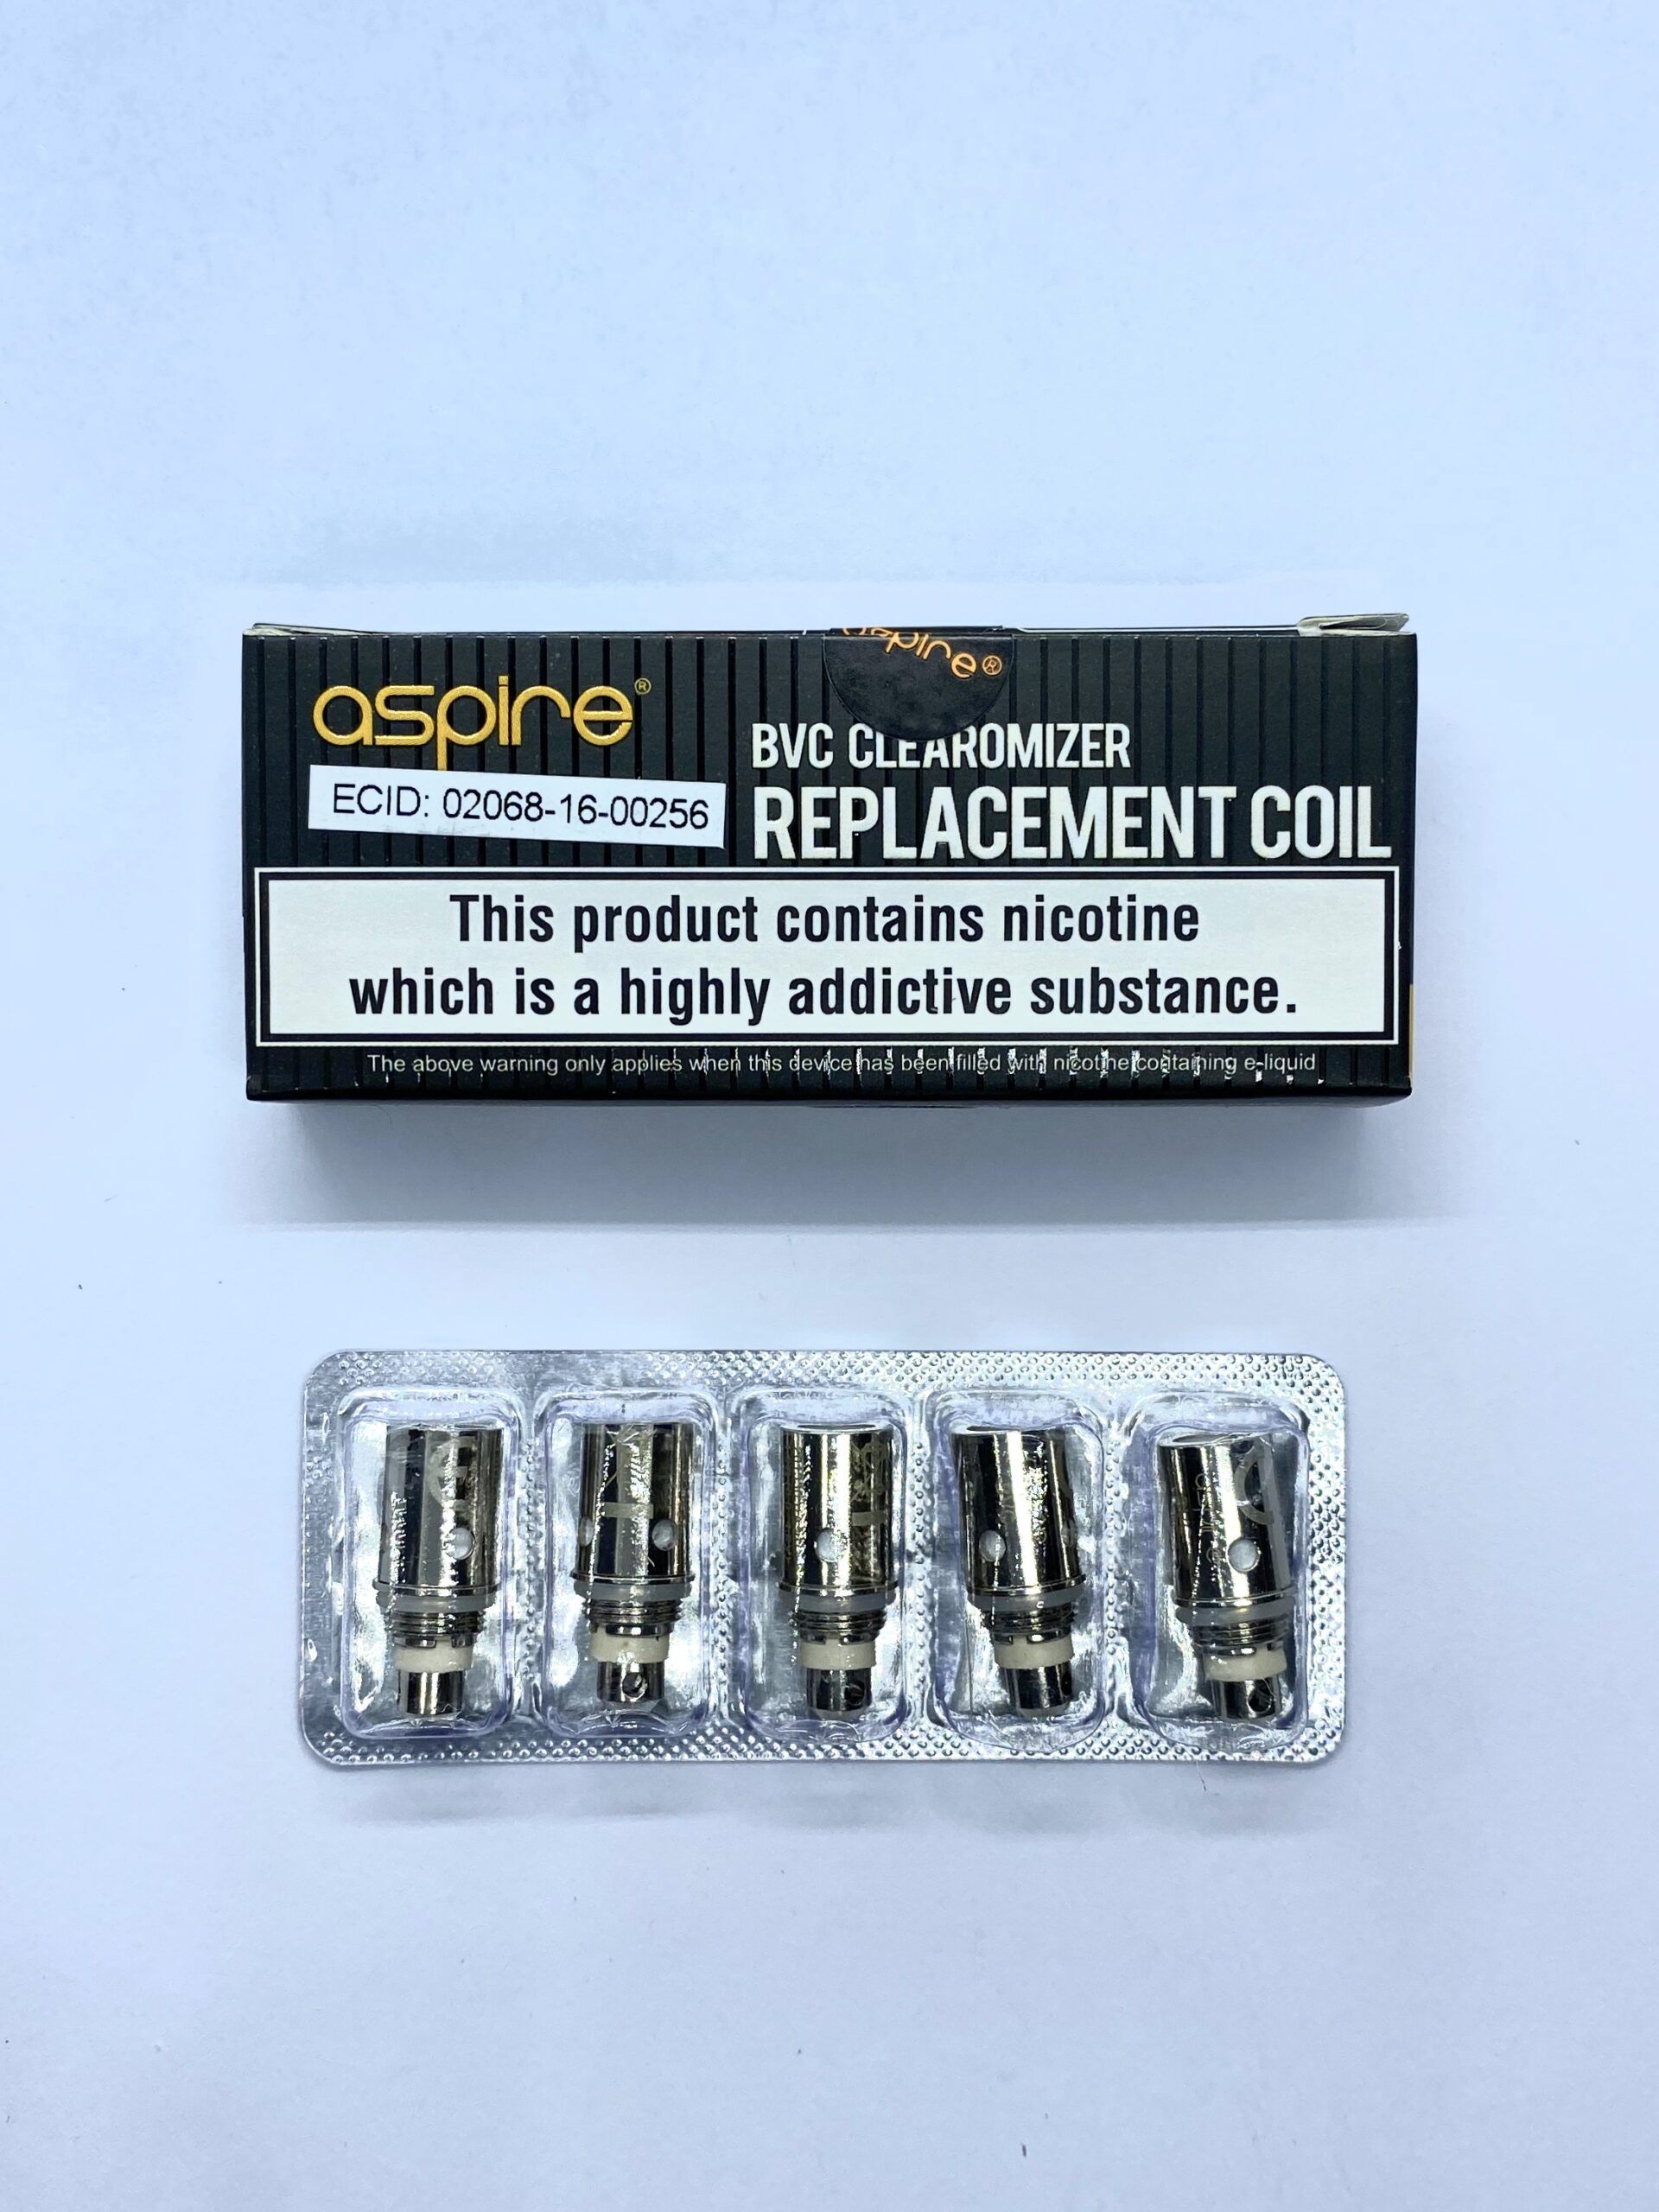 aspire®
aspire®
BVC CLEAROMIZER
ECID: 02068-16-00256
REPLACEMENT COIL
This product contains nicotine
which is a highly addictive substance.
The above warning only applies when this device has been filled with nicotine containing e-liquid